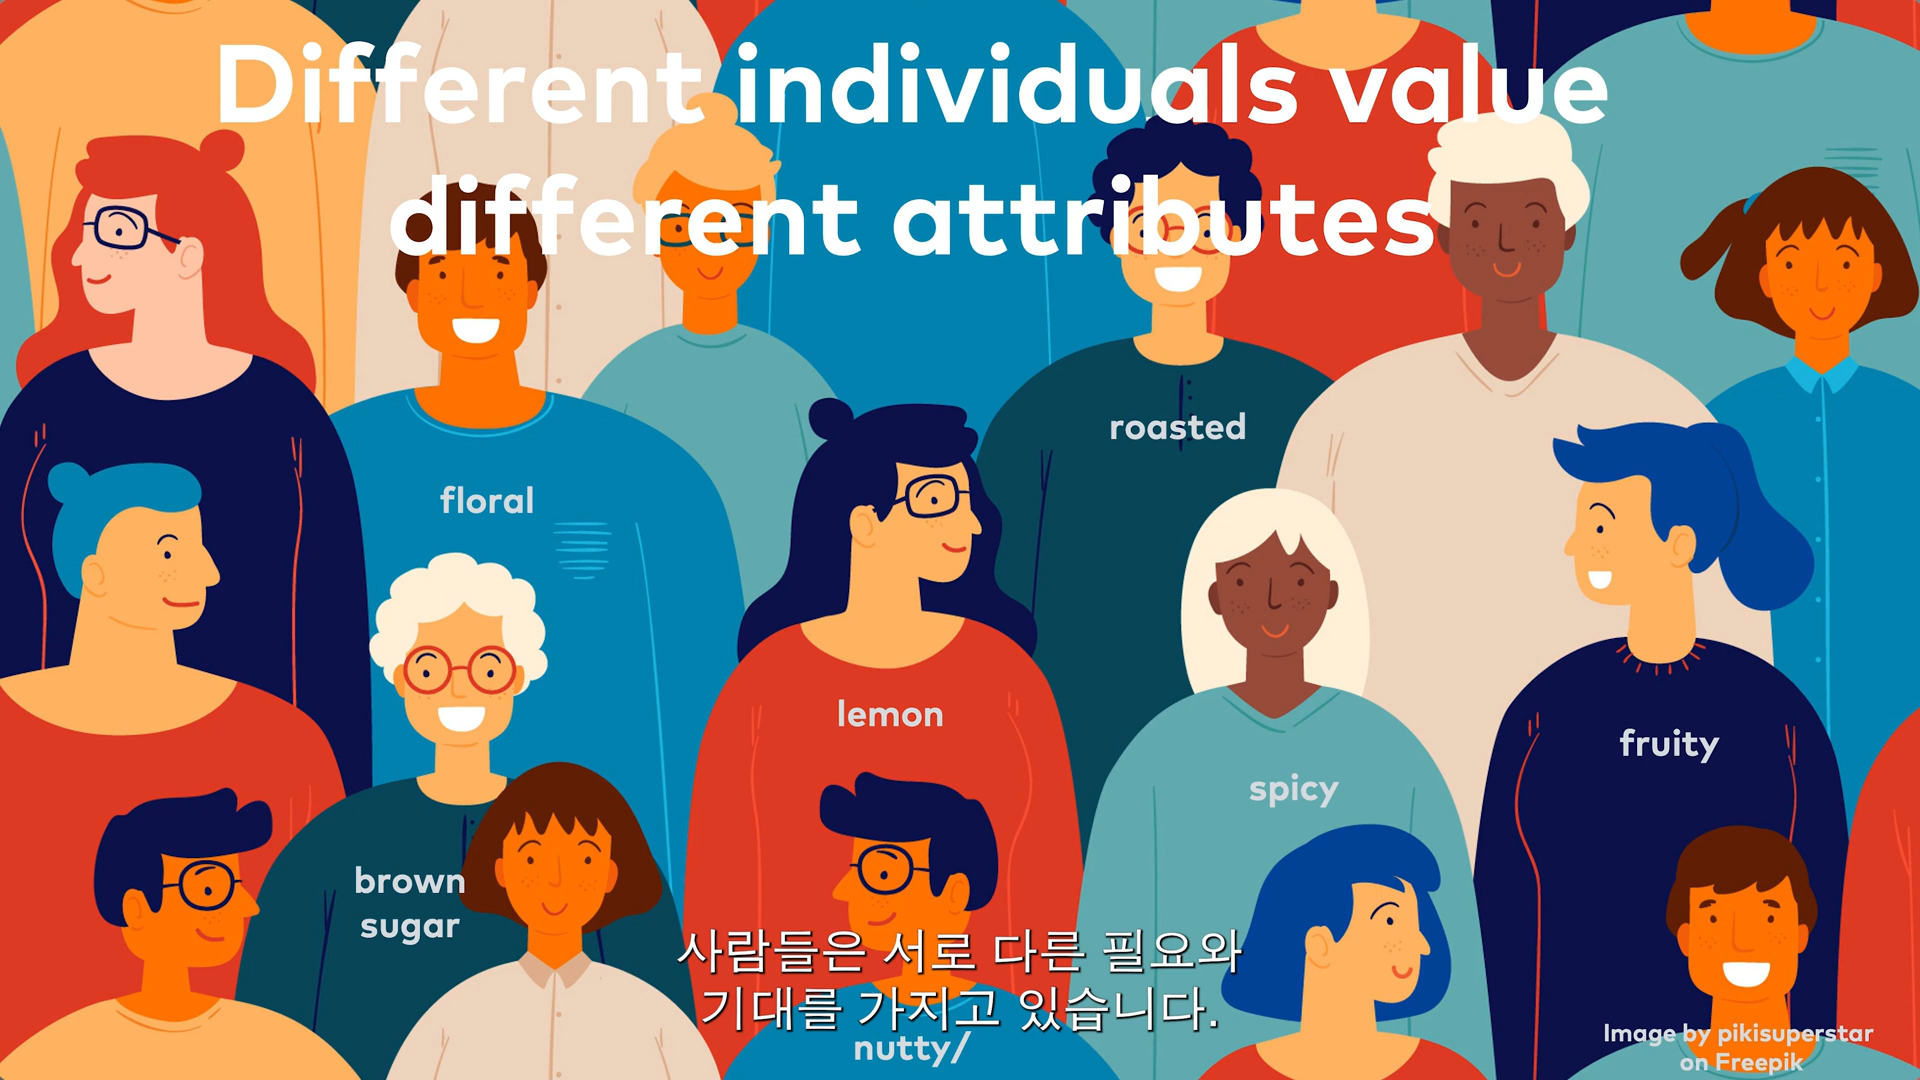 Different individuals value
different attributes
roasted
floral
lemon
fruity
spicy
brown
sugar
사람들은 서로 다른 필요와
기대를 가지고 있습니다.
nutty/
Image by pikisuperstar
on Freepik